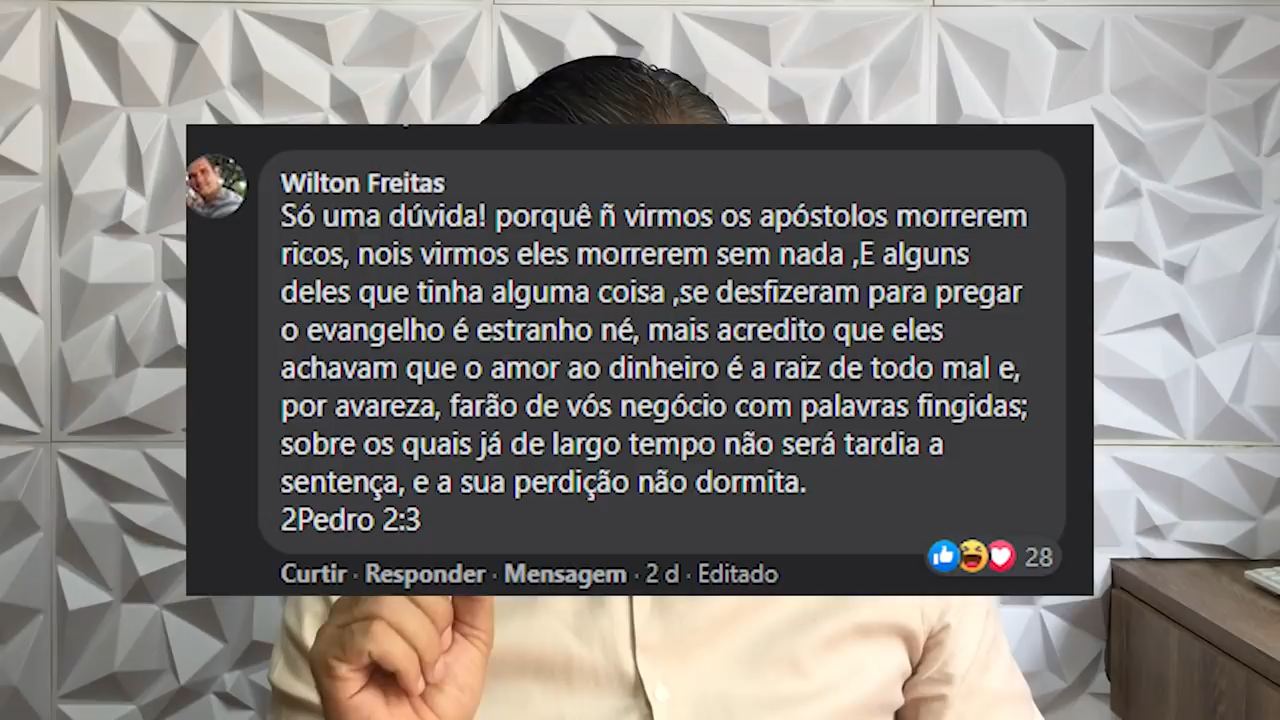 Wilton Freitas
Só uma dúvida! porquê ñ virmos os apóstolos morrerem
ricos, nois virmos eles morrerem sem nada ,E alguns
deles que tinha alguma coisa ,se desfizeram para pregar
o evangelho é estranho né, mais acredito que eles
achavam que o amor ao dinheiro é a raiz de todo mal e,
por avareza, farão de vós negócio com palavras fingidas;
sobre os quais já de largo tempo não será tardia a
sentença, e a sua perdição não dormita.
2Pedro 2:3
28
Curtir · Responder · Mensagem · 2 d · Editado